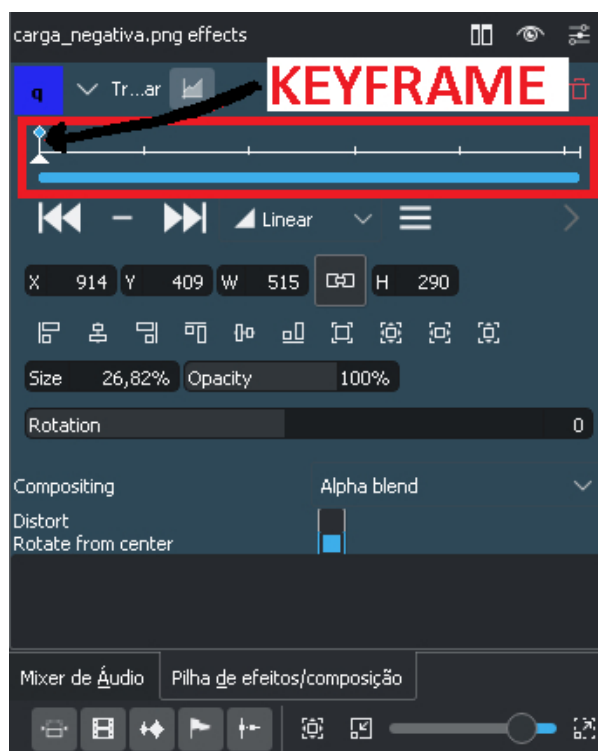 carga_negativa.png effects
q Tr...ar KEYFRAME
Linear
X 914 Y 409 W 515 H 290
Size 26,82% Opacity 100%
Rotation 0
Compositing Alpha blend
Distort
Rotate from center
Mixer de Áudio Pilha de efeitos/composição